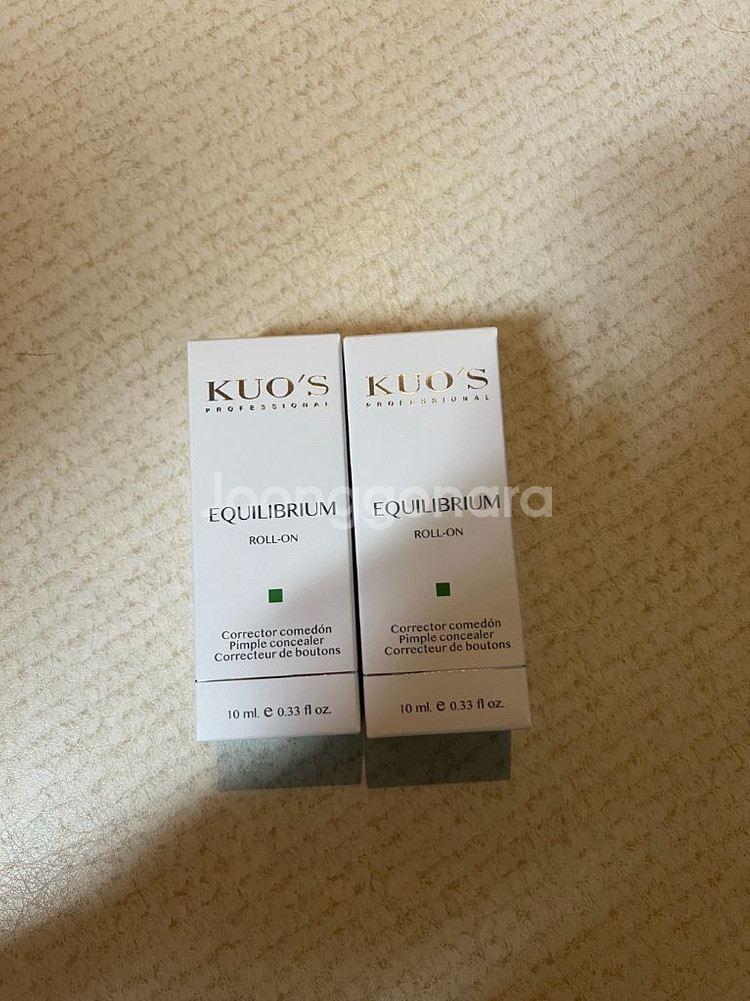 KUO'S
PROFESSIONAL
EQUILIBRIUM
ROLL-ON
Corrector comedón
Pimple concealer
Correcteur de boutons
10 ml. e 0.33 fl oz.
KUO'S
PROFESSIONAL
EQUILIBRIUM
ROLL-ON
Corrector comedón
Pimple concealer
Correcteur de boutons
10 ml. e 0.33 fl oz.
Joonggonara